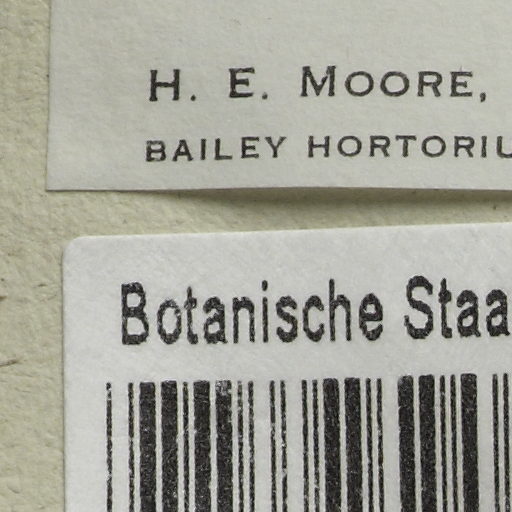 H. E. MOORE,
BAILEY HORTORIU
Botanische Staa